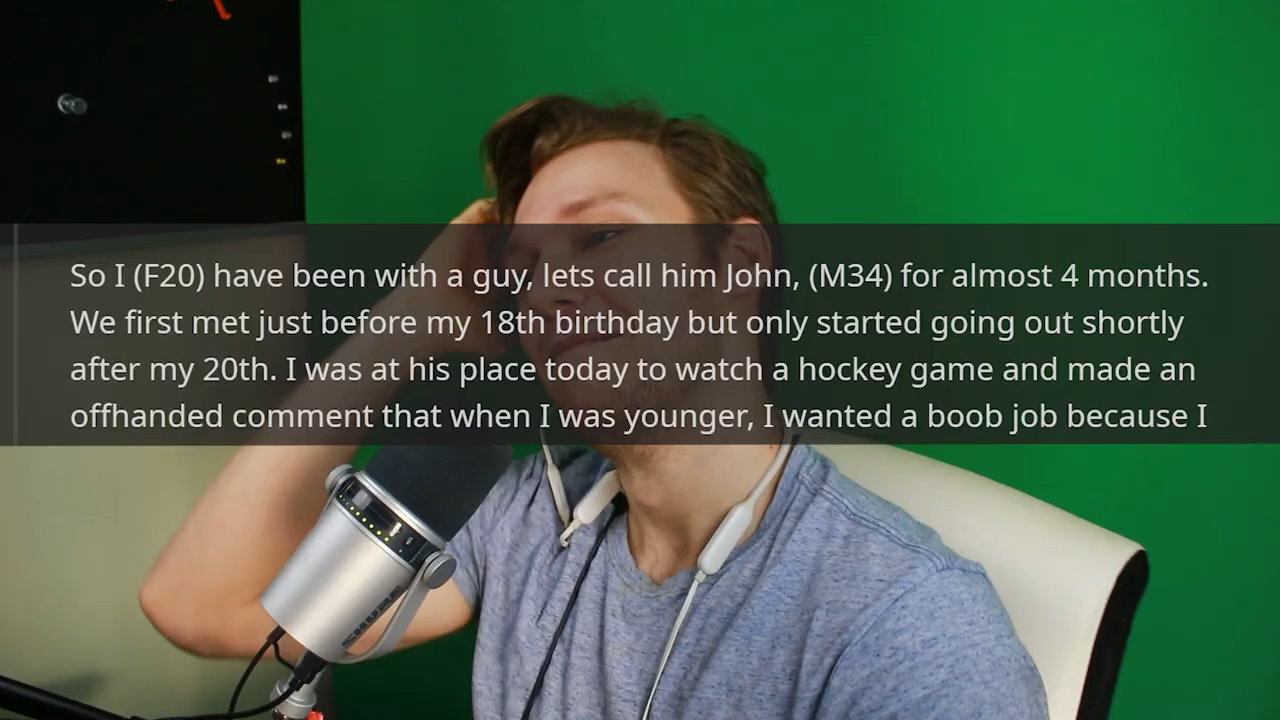 So I (F20) have been with a guy, lets call him John, (M34) for almost 4 months.
We first met just before my 18th birthday but only started going out shortly
after my 20th. I was at his place today to watch a hockey game and made an
offhanded comment that when I was younger, I wanted a boob job because I
SHURE